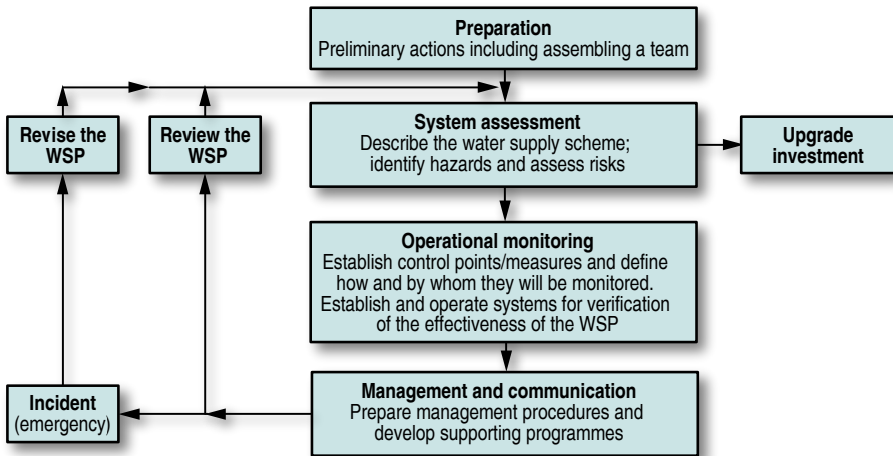 Preparation
Preliminary actions including assembling a team
Revise the
WSP
Review the
WSP
System assessment
Describe the water supply scheme;
identify hazards and assess risks
Upgrade
investment
Operational monitoring
Establish control points/measures and define
how and by whom they will be monitored.
Establish and operate systems for verification
of the effectiveness of the WSP
Incident
(emergency)
Management and communication
Prepare management procedures and
develop supporting programmes